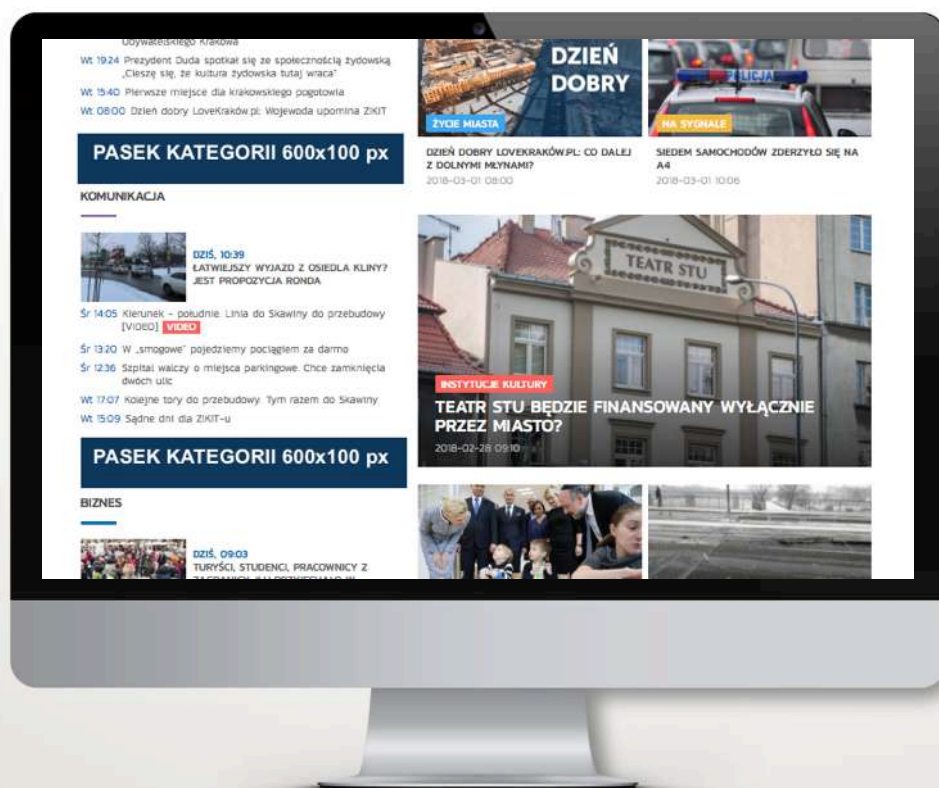 Obywatelskiego Krakowa
Wt 19:24 Prezydent Duda spotkał się ze społecznością żydowską.
„Cieszę się, że kultura żydowska tutaj wraca"
Wt 15:40 Pierwsze miejsce dla krakowskiego pogotowia
Wt 08:00 Dzień dobry LoveKraków.pl: Wojewoda upomina ZIKIT
PASEK KATEGORII 600x100 px
KOMUNIKACJA
DZIŚ, 10:39
ŁATWIEJSZY WYJAZD Z OSIEDLA KLINY?
JEST PROPOZYCJA RONDA
Śr 14:05 Kierunek – południe. Linia do Skawiny do przebudowy
[VIDEO] VIDEO
Śr 13:20 W „smogowe" pojedziemy pociągiem za darmo
Śr 12:36 Szpital walczy o miejsca parkingowe. Chce zamknięcia
dwóch ulic
Wt 17:07 Kolejne tory do przebudowy. Tym razem do Skawiny
Wt 15:09 Sądne dni dla ZIKIT-u
PASEK KATEGORII 600x100 px
BIZNES
DZIŚ, 09:03
TURYŚCI, STUDENCI, PRACOWNICY Z
DZIEŃ
DOBRY
ŻYCIE MIASTA
DZIEŃ DOBRY LOVEKRAKÓW.PL: CO DALEJ
Z DOLNYMI MŁYNAMI?
2018-03-01 08:00
POLICJA
NA SYGNALE
SIEDEM SAMOCHODÓW ZDERZYŁO SIĘ NA
A4
2018-03-01 10:06
TEATR STU
INSTYTUCJE KULTURY
TEATR STU BĘDZIE FINANSOWANY WYŁĄCZNIE
PRZEZ MIASTO?
2018-02-28 09:10